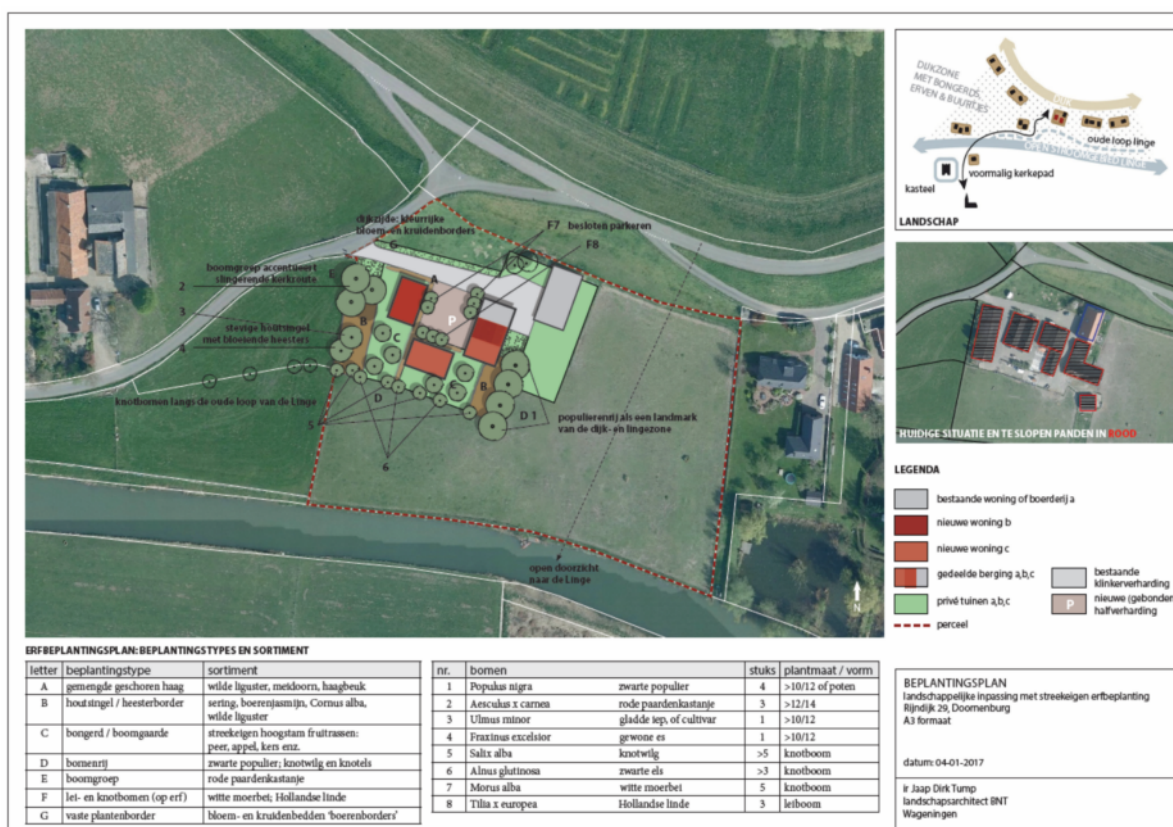 dijkzijde: kleurrijke
bloem- en kruidenborders
G
F7 besloten parkeren
F8
boomgroep accentueert
slingerende kerkroute
E
A
2
3
B
P
stevige houtsingel
met bloeiende heesters
C
4
C
B
knotbomen langs de oude loop van de Linge
D
D 1
5
populierenrij als een landmark
van de dijk- en lingezone
6
open doorzicht
naar de Linge
N
DIJKZONE
MET BONGERDS,
ERVEN & BUURTJES
DIJK
oude loop linge
OPEN STROOMGEBIED LINGE
voormalig kerkepad
kasteel
LANDSCHAP
HUIDIGE SITUATIE EN TE SLOPEN PANDEN IN ROOD
LEGENDA
bestaande woning of boerderij a
nieuwe woning b
nieuwe woning c
gedeelde berging a,b,c
bestaande
klinkerverharding
privé tuinen a,b,c
P
nieuwe (gebonden
halfverharding
perceel
ERFBEPLANTINGSPLAN: BEPLANTINGSTYPES EN SORTIMENT
letter beplantingstype sortiment
A gemengde geschoren haag wilde liguster, meidoorn, haagbeuk
B houtsingel / heesterborder sering, boerenjasmijn, Cornus alba,
wilde liguster
C bongerd / boomgaarde streekeigen hoogstam fruitrassen:
peer, appel, kers enz.
D bomenrij zwarte populier; knotwilg en knotels
E boomgroep rode paardenkastanje
F lei- en knotbomen (op erf) witte moerbei; Hollandse linde
G vaste plantenborder bloem- en kruidenbedden 'boerenborders'
nr. bomen stuks plantmaat / vorm
1 Populus nigra zwarte populier 4 >10/12 of poten
2 Aesculus x carnea rode paardenkastanje 3 >12/14
3 Ulmus minor gladde iep, of cultivar 1 >10/12
4 Fraxinus excelsior gewone es 1 >10/12
5 Salix alba knotwilg >5 knotboom
6 Alnus glutinosa zwarte els >3 knotboom
7 Morus alba witte moerbei 5 knotboom
8 Tilia x europea Hollandse linde 3 leiboom
BEPLANTINGSPLAN
landschappelijke inpassing met streekeigen erfbeplanting
Rijndijk 29, Doornenburg
A3 formaat
datum: 04-01-2017
ir Jaap Dirk Tump
landschapsarchitect BNT
Wageningen